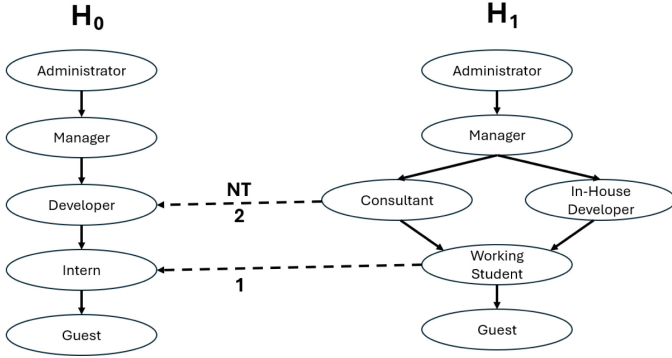 H₀
H₁
Administrator
Manager
Developer
Intern
Guest
NT
2
1
Administrator
Manager
Consultant
In-House
Developer
Working
Student
Guest